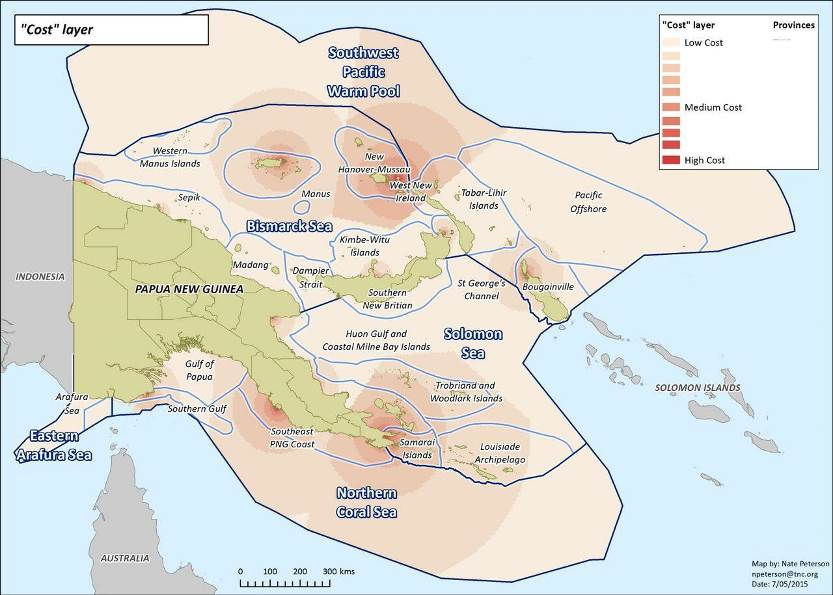 "Cost" layer
"Cost" layer
Provinces
Low Cost
Medium Cost
High Cost
Southwest
Pacific
Warm Pool
Western
Manus Islands
New
Hanover-Mussau
Manus
West New
Ireland
Tabar-Lihir
Islands
Pacific
Offshore
Sepik
Bismarck Sea
Kimbe-Witu
Islands
Madang
Dampier
Strait
INDONESIA
PAPUA NEW GUINEA
Southern
New Britian
St George's
Channel
Bougainville
Huon Gulf and
Coastal Milne Bay Islands
Solomon
Sea
Gulf of
Papua
Trobriand and
Woodlark Islands
SOLOMON ISLANDS
Arafura
Sea
Southern Gulf
Eastern
Arafura Sea
Southeast
PNG Coast
Samarai
Islands
Louisiade
Archipelago
Northern
Coral Sea
AUSTRALIA
0 100 200 300 kms
Map by: Nate Peterson
npeterson@tnc.org
Date: 7/05/2015